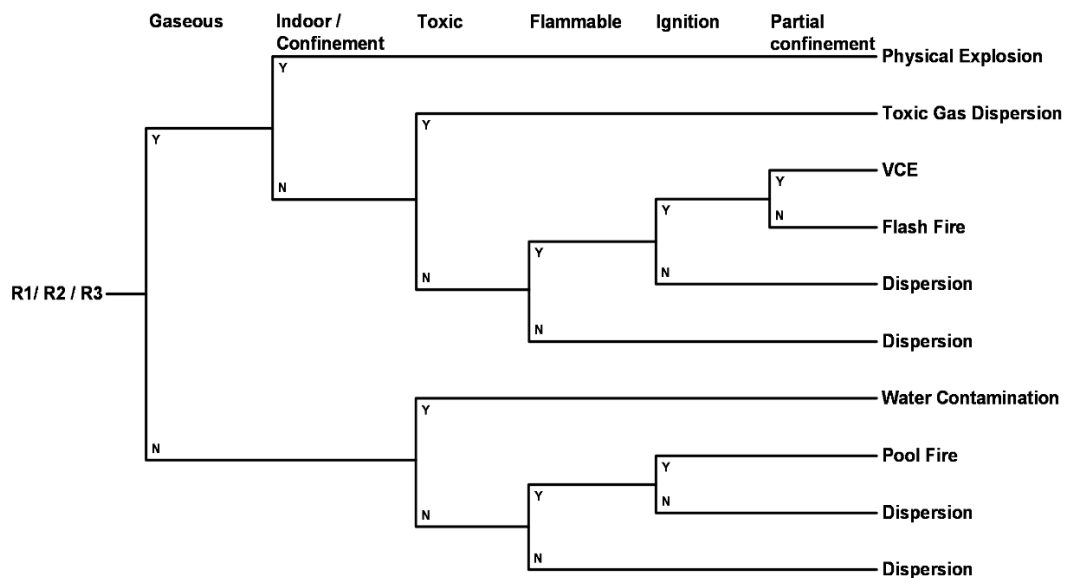 Gaseous
Indoor /
Confinement
Toxic
Flammable
Ignition
Partial
confinement
Y
Physical Explosion
Y
Toxic Gas Dispersion
Y
VCE
Y
N
Y
N
Flash Fire
Y
N
N
Dispersion
R1/ R2 / R3
N
Dispersion
Y
Water Contamination
N
Y
Pool Fire
Y
N
N
Dispersion
N
Dispersion